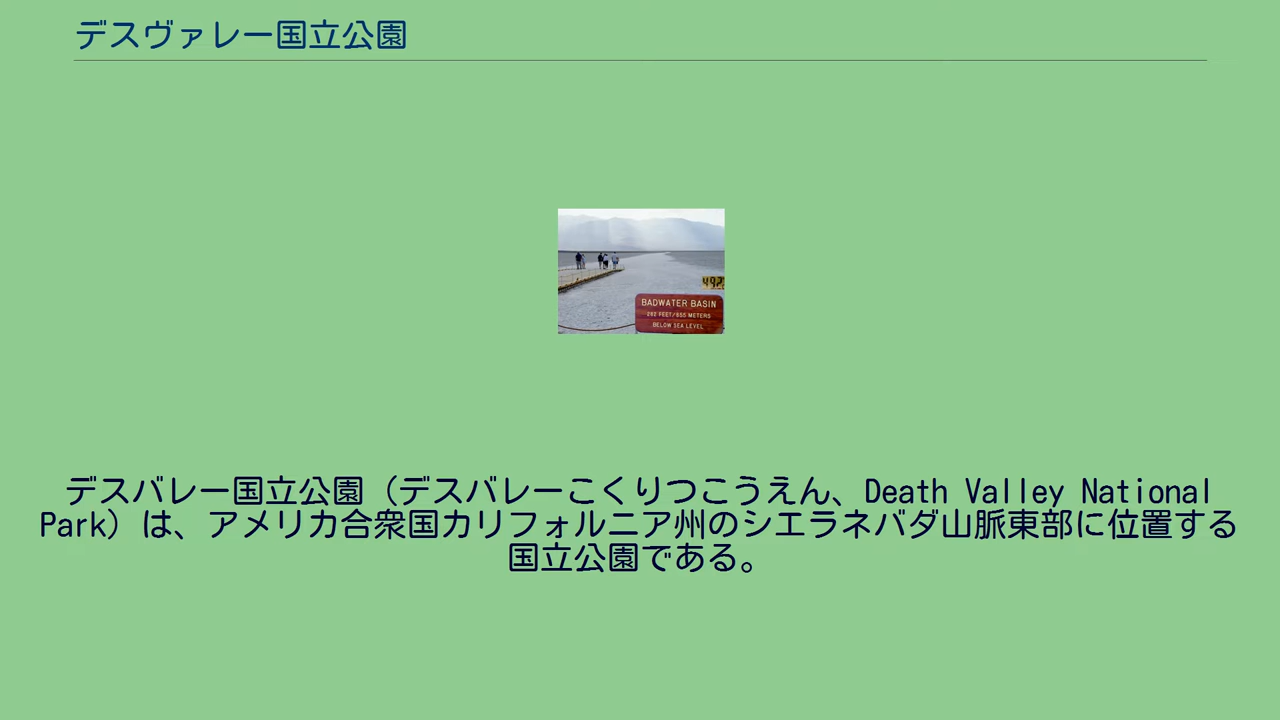 デスヴァレー国立公園
BADWATER BASIN
282 FEET/855 METERS
BELOW SEA LEVEL
デスバレー国立公園（デスバレーこくりつこうえん、Death Valley National
Park）は、アメリカ合衆国カリフォルニア州のシエラネバダ山脈東部に位置する
国立公園である。